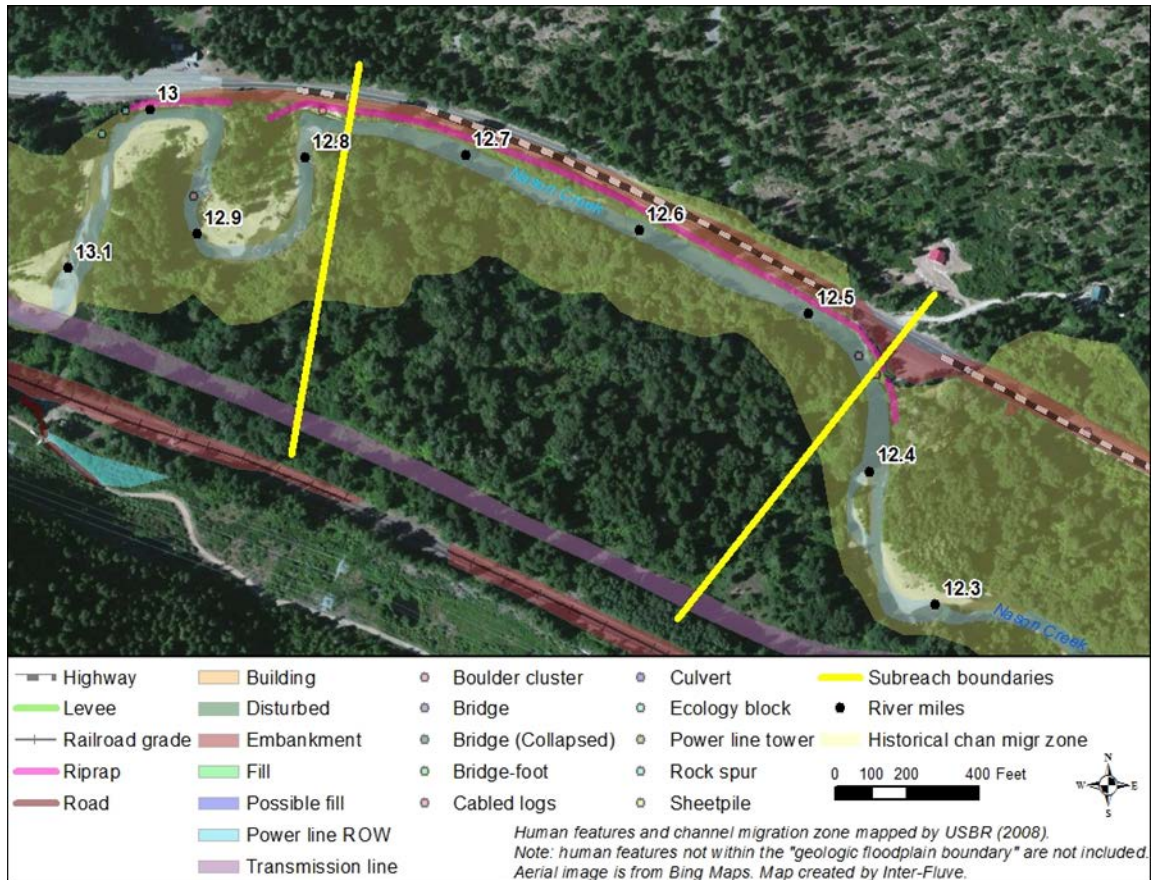 13
12.8
12.7
12.9
12.6
13.1
12.5
12.4
12.3
Nason Creek
Nason Creek
Highway
Levee
Railroad grade
Riprap
Road
Building
Disturbed
Embankment
Fill
Possible fill
Power line ROW
Transmission line
Boulder cluster
Bridge
Bridge (Collapsed)
Bridge-foot
Cabled logs
Culvert
Ecology block
Power line tower
Rock spur
Sheetpile
Subreach boundaries
River miles
Historical chan migr zone
0 100 200 400 Feet
N
W E
S
Human features and channel migration zone mapped by USBR (2008).
Note: human features not within the "geologic floodplain boundary" are not included.
Aerial image is from Bing Maps. Map created by Inter-Fluve.